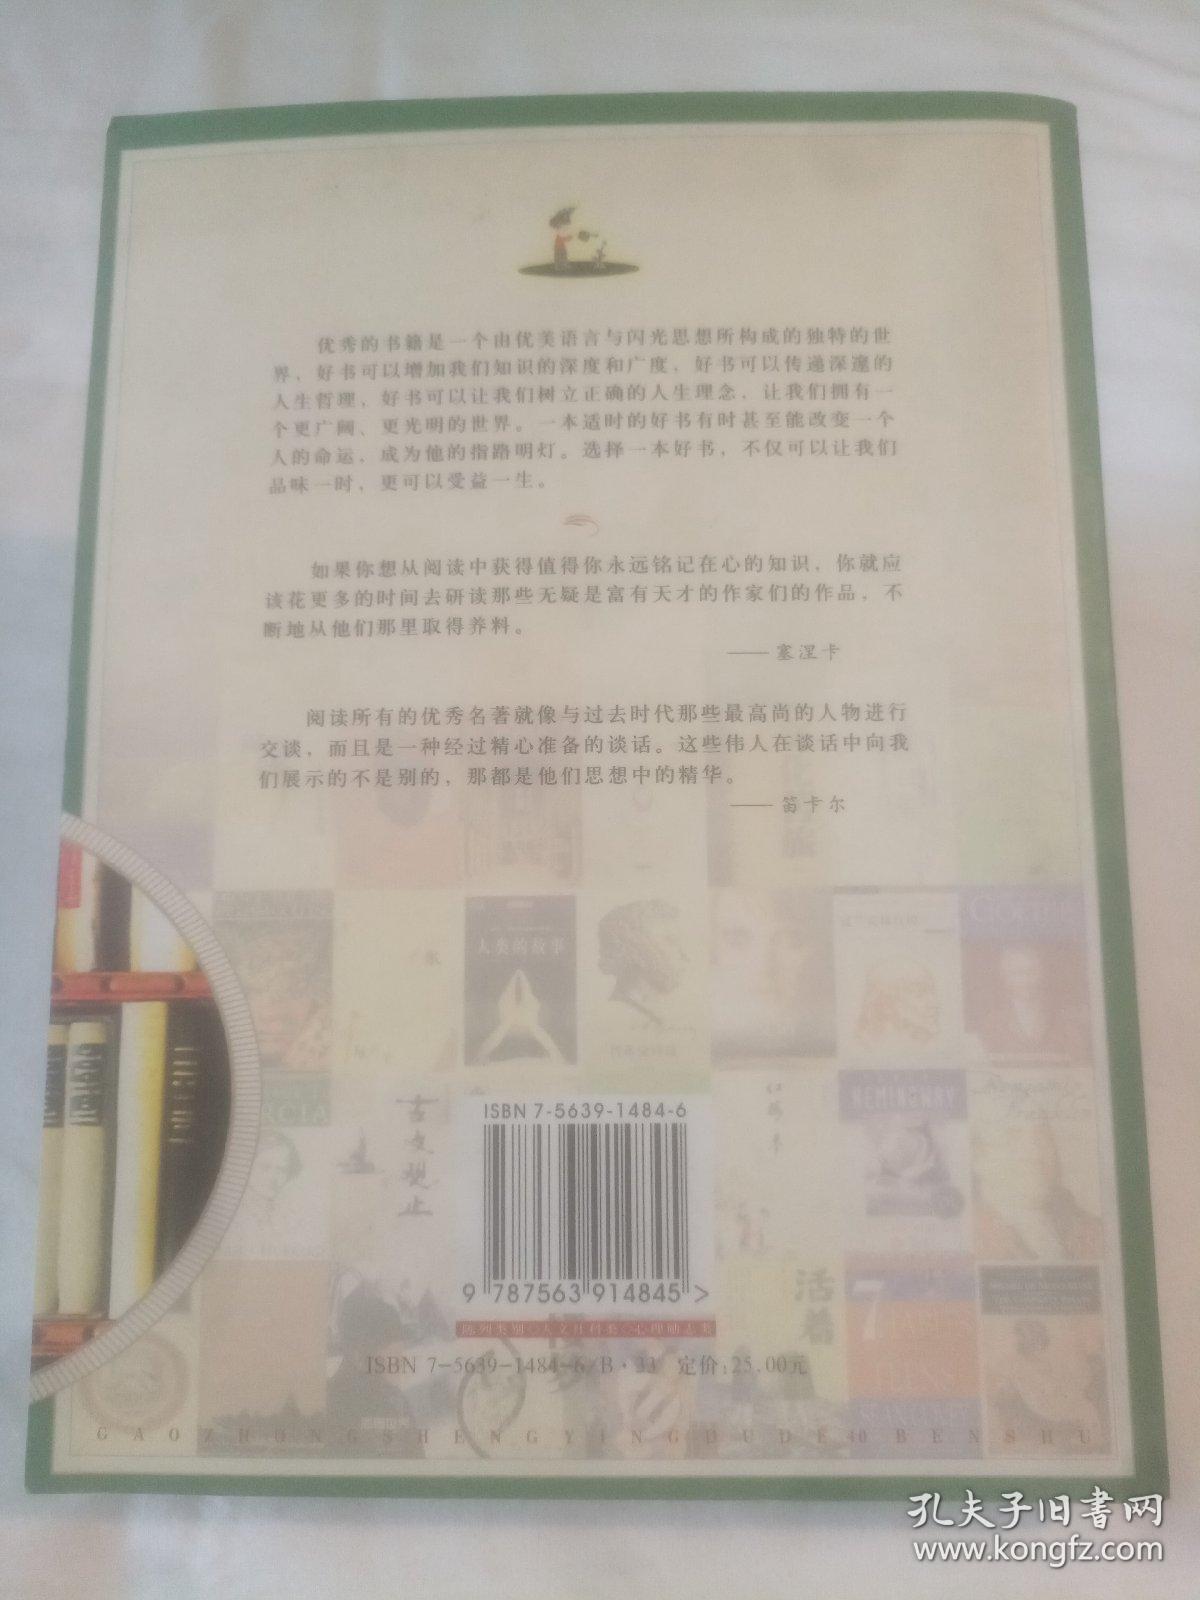 优秀的书籍是一个由优美语言与闪光思想所构成的独特的世
界，好书可以增加我们知识的深度和广度，好书可以传递深邃的
人生哲理，好书可以让我们树立正确的人生理念，让我们拥有一
个更广阔、更光明的世界。一本适时的好书有时甚至能改变一个
人的命运，成为他的指路明灯。选择一本好书，不仅可以让我们
品味一时，更可以受益一生。
如果你想从阅读中获得值得你永远铭记在心的知识，你就应
该花更多的时间去研读那些无疑是富有天才的作家们的作品，不
断地从他们那里取得养料。
——塞涅卡
阅读所有的优秀名著就像与过去时代那些最高尚的人物进行
交谈，而且是一种经过精心准备的谈话。这些伟人在谈话中向我
们展示的不是别的，那都是他们思想中的精华。
——笛卡尔
人类的故事
GOETHE
古文观止
HEMINGWAY
活着
7
ISBN 7-5639-1484-6
9 787563 914845 >
陈列类别◇人文社科类◇心理励志类
ISBN 7-5639-1484-6/B·33 定价:25.00元
GAOZHONGSHENGYINGDUDE40BENSHU
孔夫子旧书网
www.kongfz.com